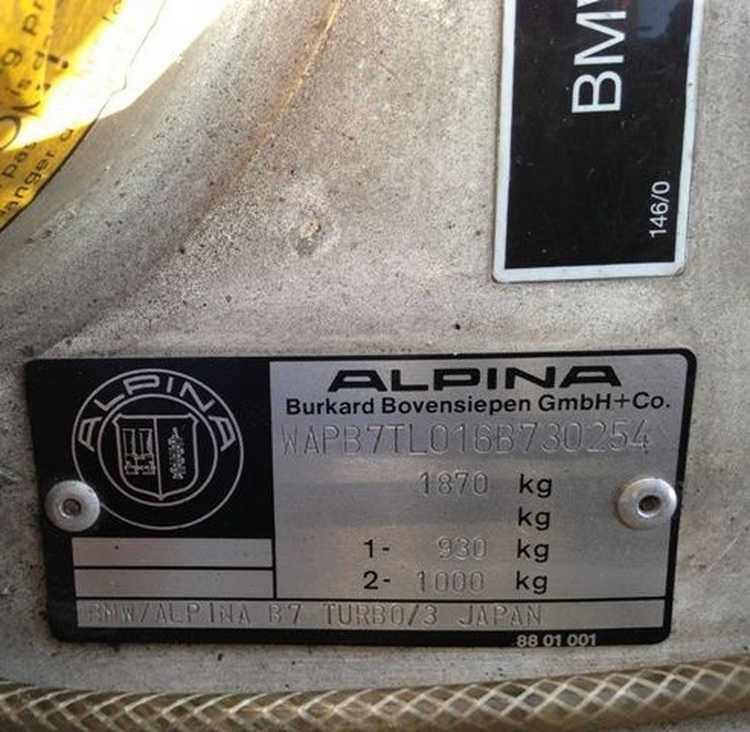 BMW
146/0
ALPINA
ALPINA
Burkard Bovensiepen GmbH+Co.
WAPB7TL016B730254
1870 kg
kg
1- 930 kg
2- 1000 kg
BMW/ALPINA B7 TURBO/3 JAPAN
88 01 001